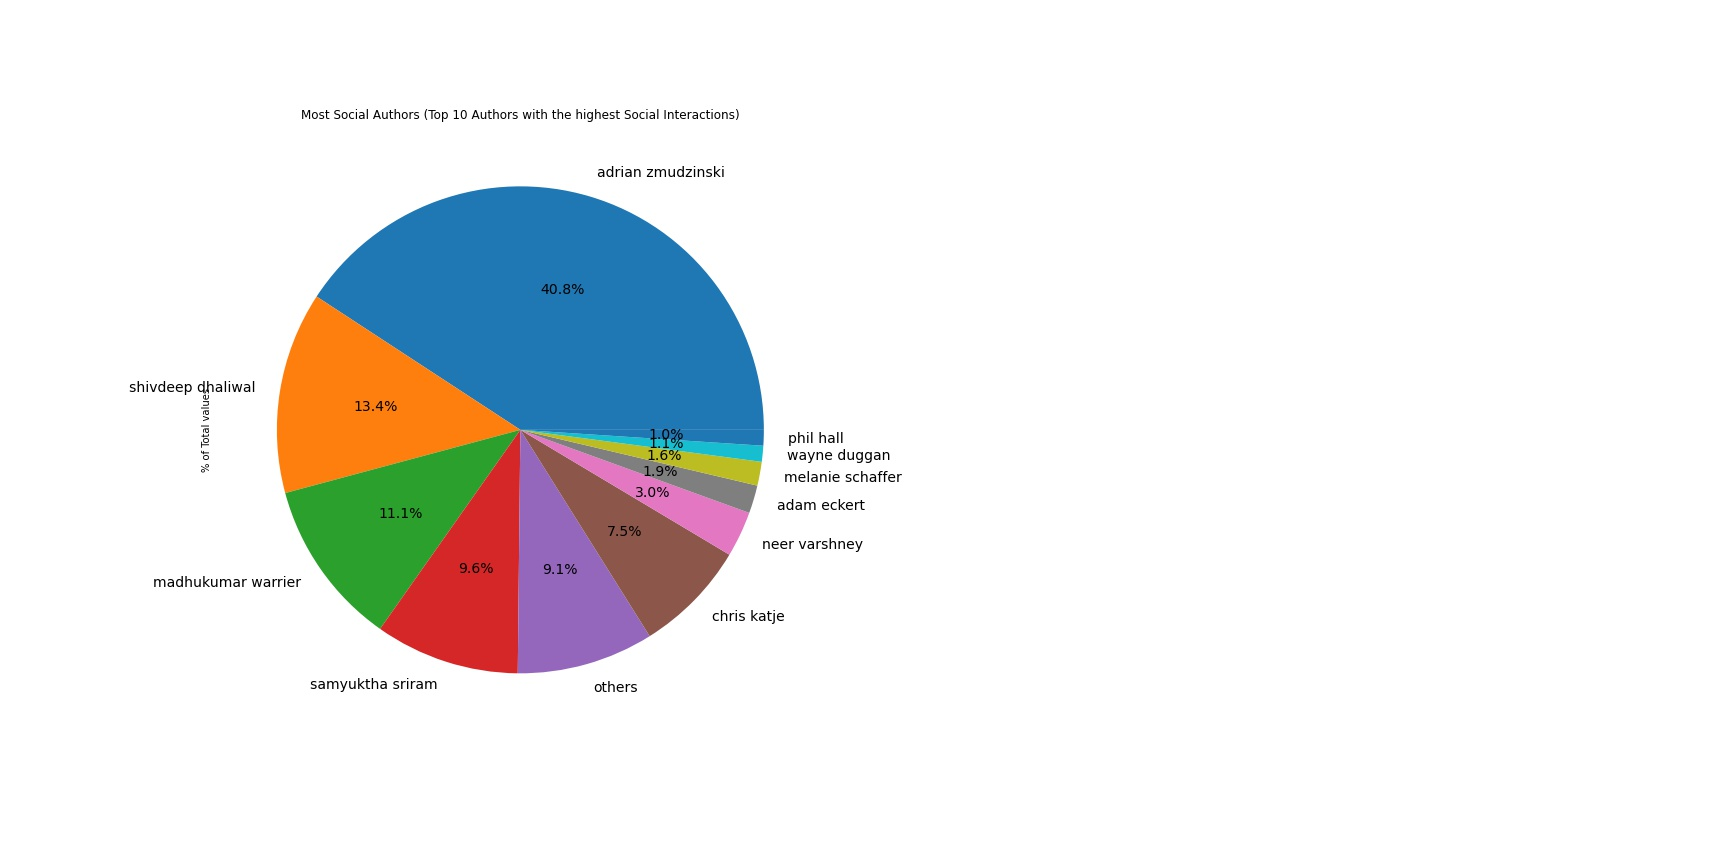 Most Social Authors (Top 10 Authors with the highest Social Interactions)
adrian zmudzinski
40.8%
shivdeep dhaliwal
13.4%
% of Total values
madhukumar warrier
11.1%
samyuktha sriram
9.6%
others
9.1%
chris katje
7.5%
neer varshney
3.0%
adam eckert
1.9%
melanie schaffer
1.6%
wayne duggan
1.1%
phil hall
1.0%